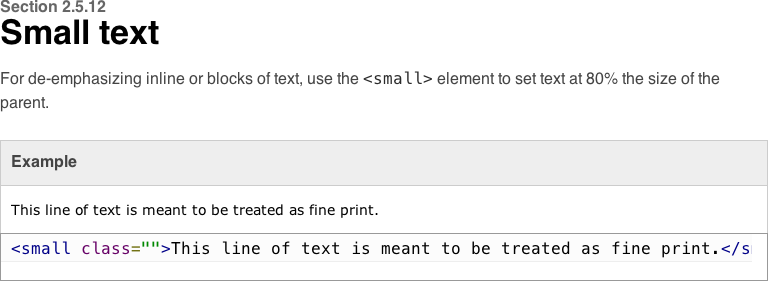 Section 2.5.12
Small text
For de-emphasizing inline or blocks of text, use the <small> element to set text at 80% the size of the
parent.
Example
This line of text is meant to be treated as fine print.
<small class="">This line of text is meant to be treated as fine print.</s